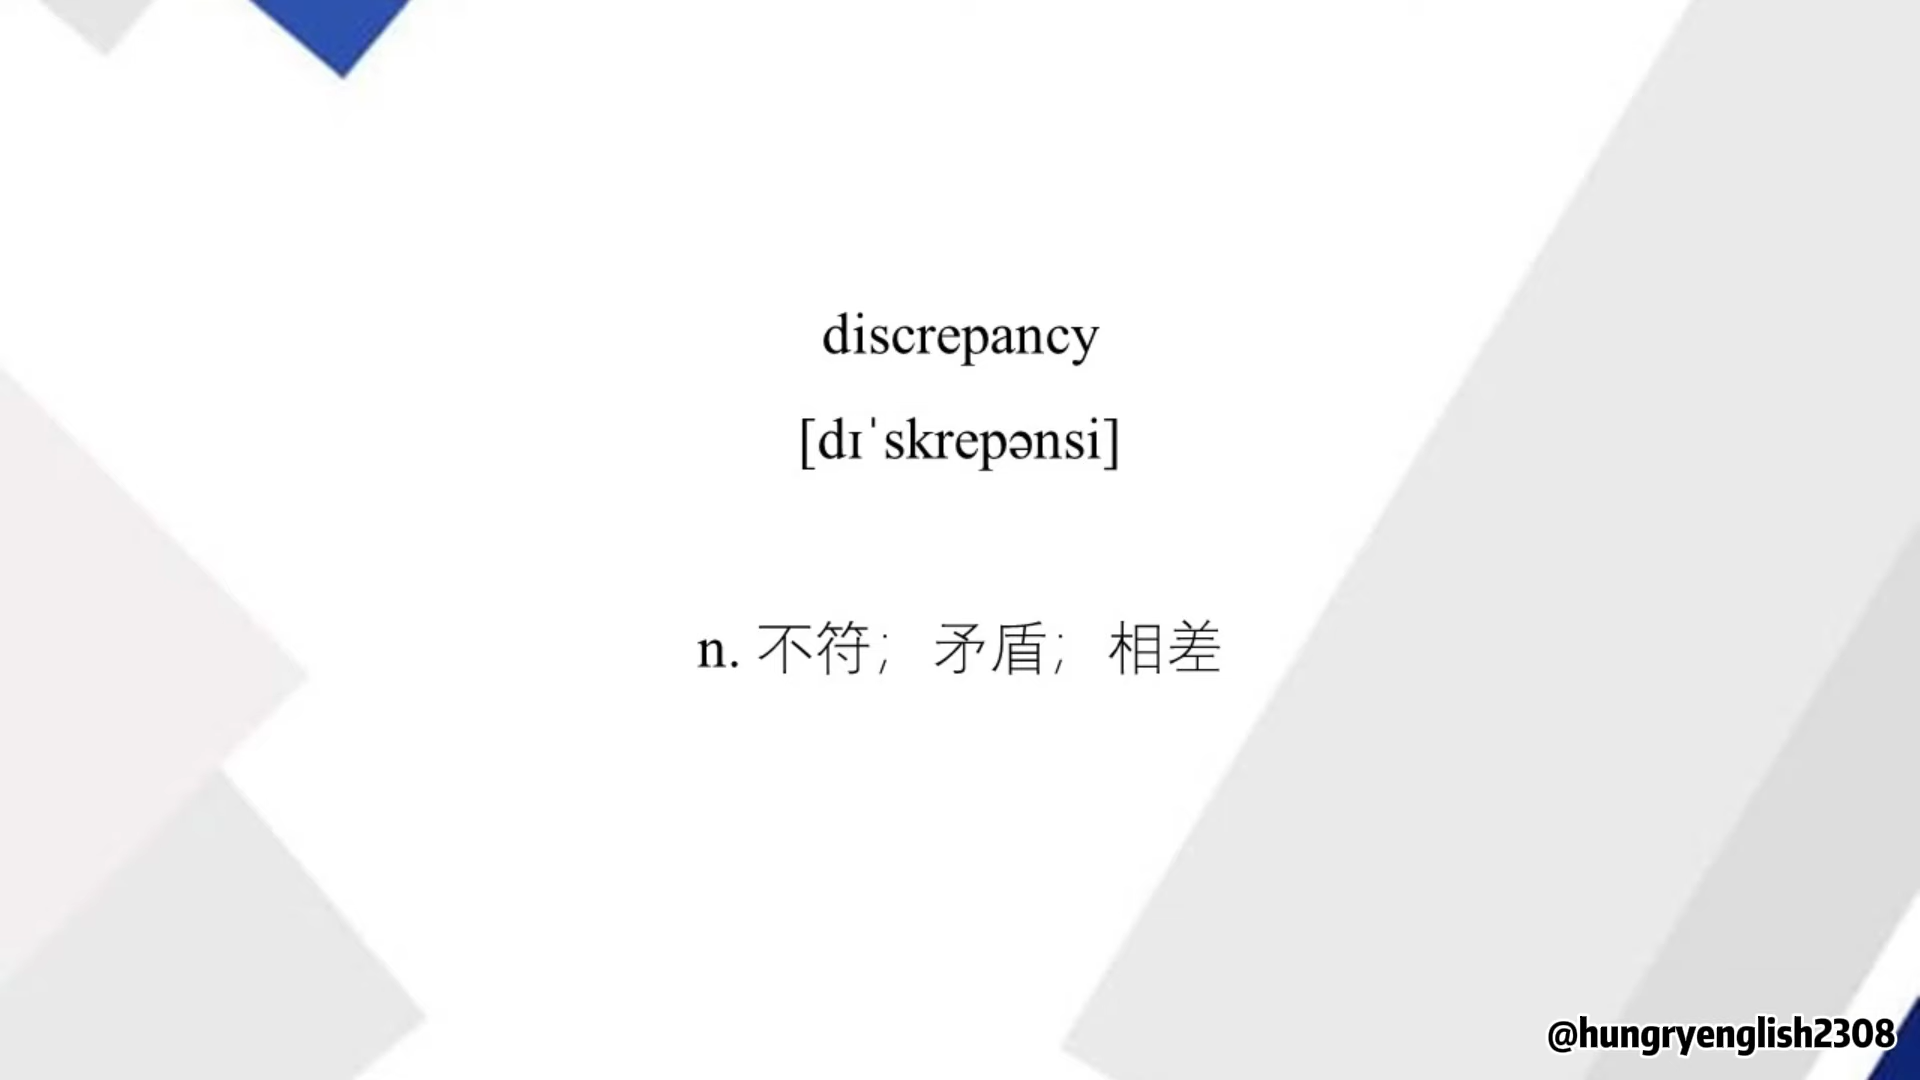 discrepancy
[dɪˈskrepənsi]
n. 不符；矛盾；相差
@hungryenglish2308